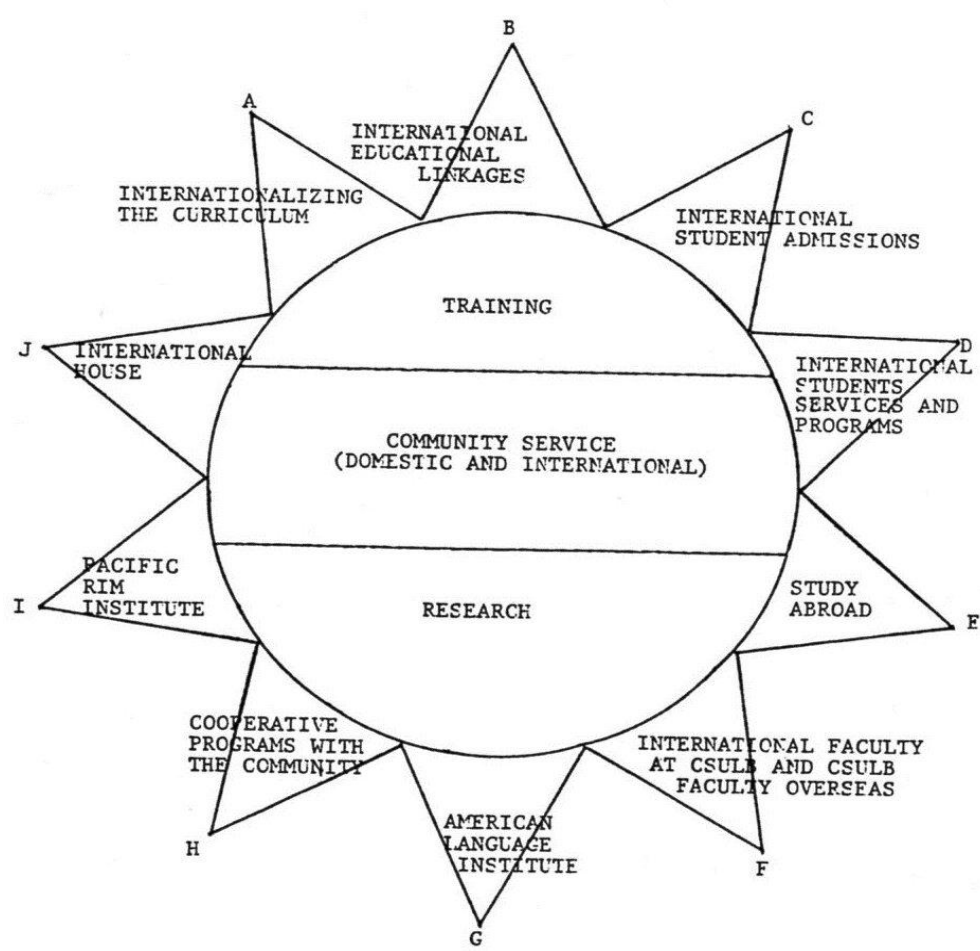 B
A
C
INTERNATIONAL
EDUCATIONAL
LINKAGES
INTERNATIONALIZING
THE CURRICULUM
INTERNATIONAL
STUDENT ADMISSIONS
TRAINING
J
INTERNATIONAL
HOUSE
D
INTERNATIONAL
STUDENTS
SERVICES AND
PROGRAMS
COMMUNITY SERVICE
(DOMESTIC AND INTERNATIONAL)
I
PACIFIC
RIM
INSTITUTE
RESEARCH
STUDY
ABROAD
E
COOPERATIVE
PROGRAMS WITH
THE COMMUNITY
INTERNATIONAL FACULTY
AT CSULB AND CSULB
FACULTY OVERSEAS
H
AMERICAN
LANGUAGE
INSTITUTE
F
G